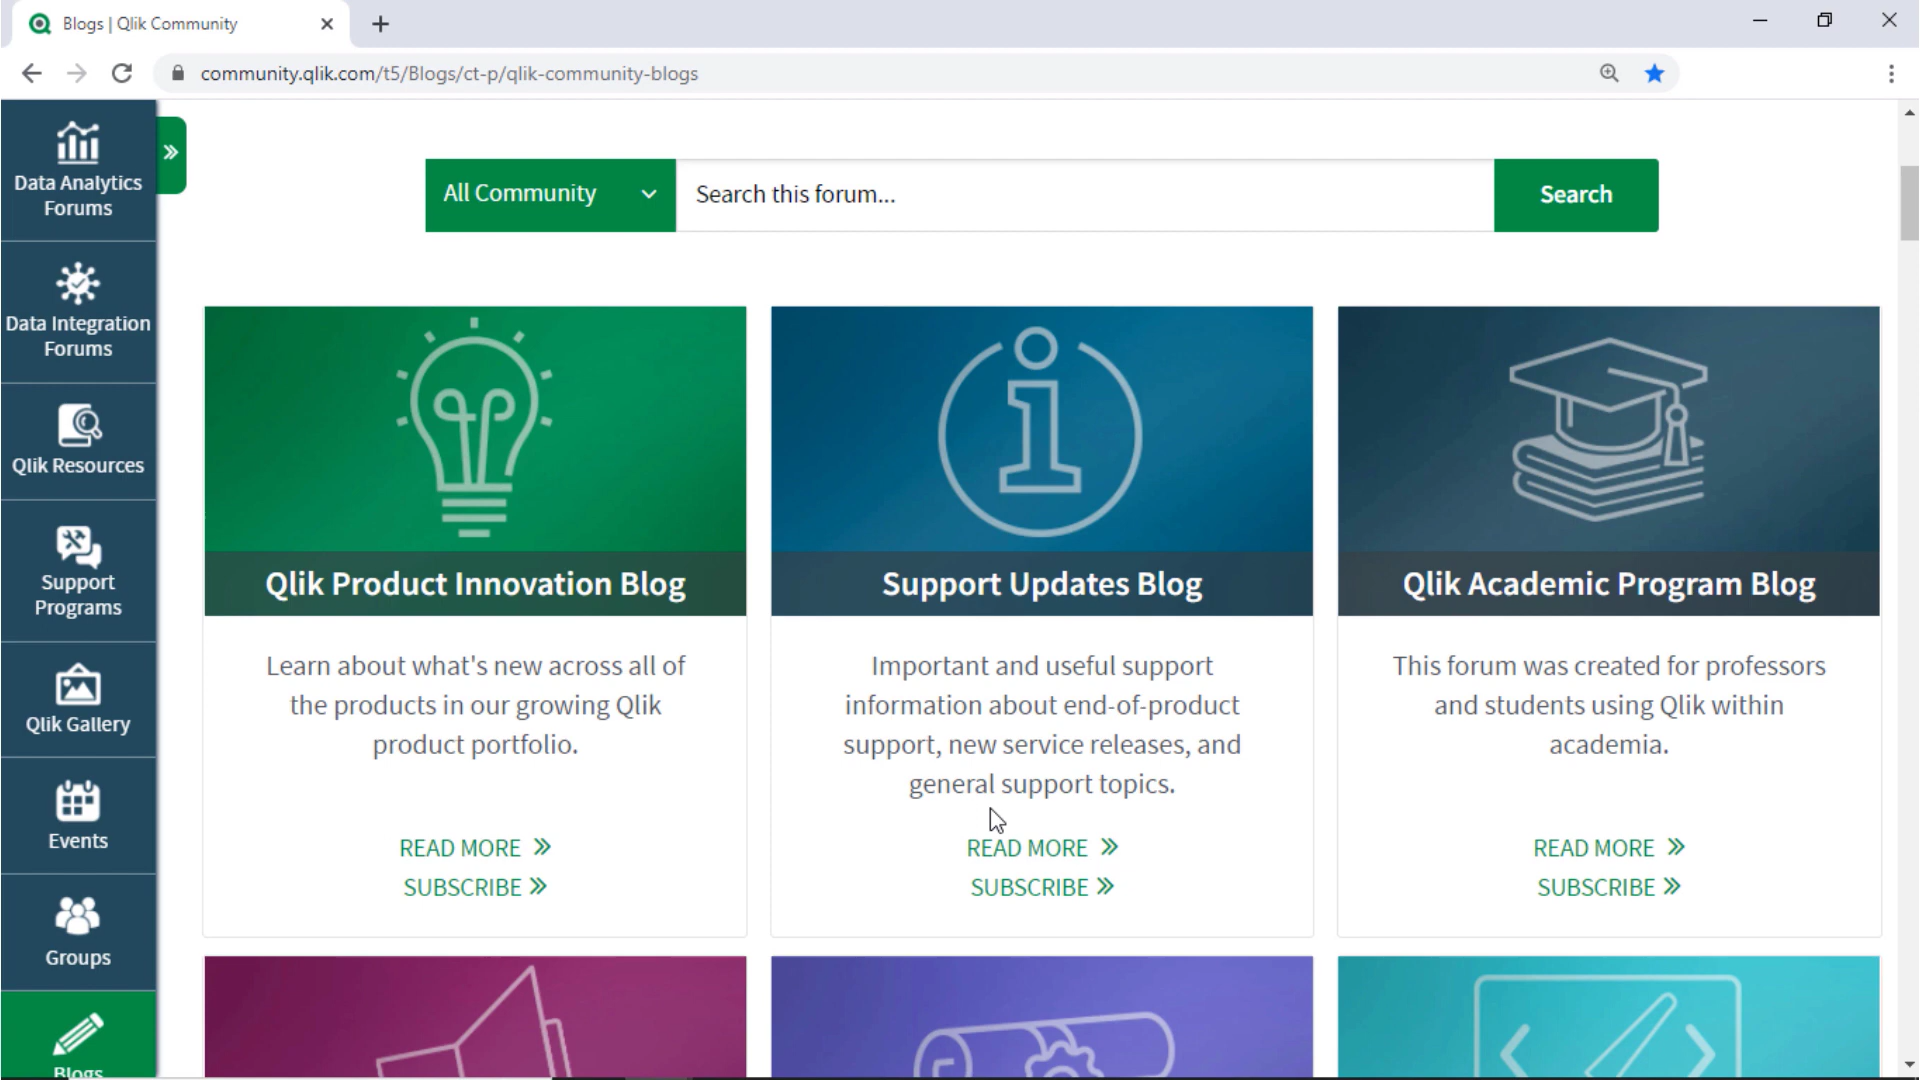 Blogs | Qlik Community
community.qlik.com/t5/Blogs/ct-p/qlik-community-blogs
Data Analytics
Forums
Data Integration
Forums
Qlik Resources
Support
Programs
Qlik Gallery
Events
Groups
Blogs
All Community
Search this forum...
Search
Qlik Product Innovation Blog
Learn about what's new across all of
the products in our growing Qlik
product portfolio.
READ MORE
SUBSCRIBE
Support Updates Blog
Important and useful support
information about end-of-product
support, new service releases, and
general support topics.
READ MORE
SUBSCRIBE
Qlik Academic Program Blog
This forum was created for professors
and students using Qlik within
academia.
READ MORE
SUBSCRIBE